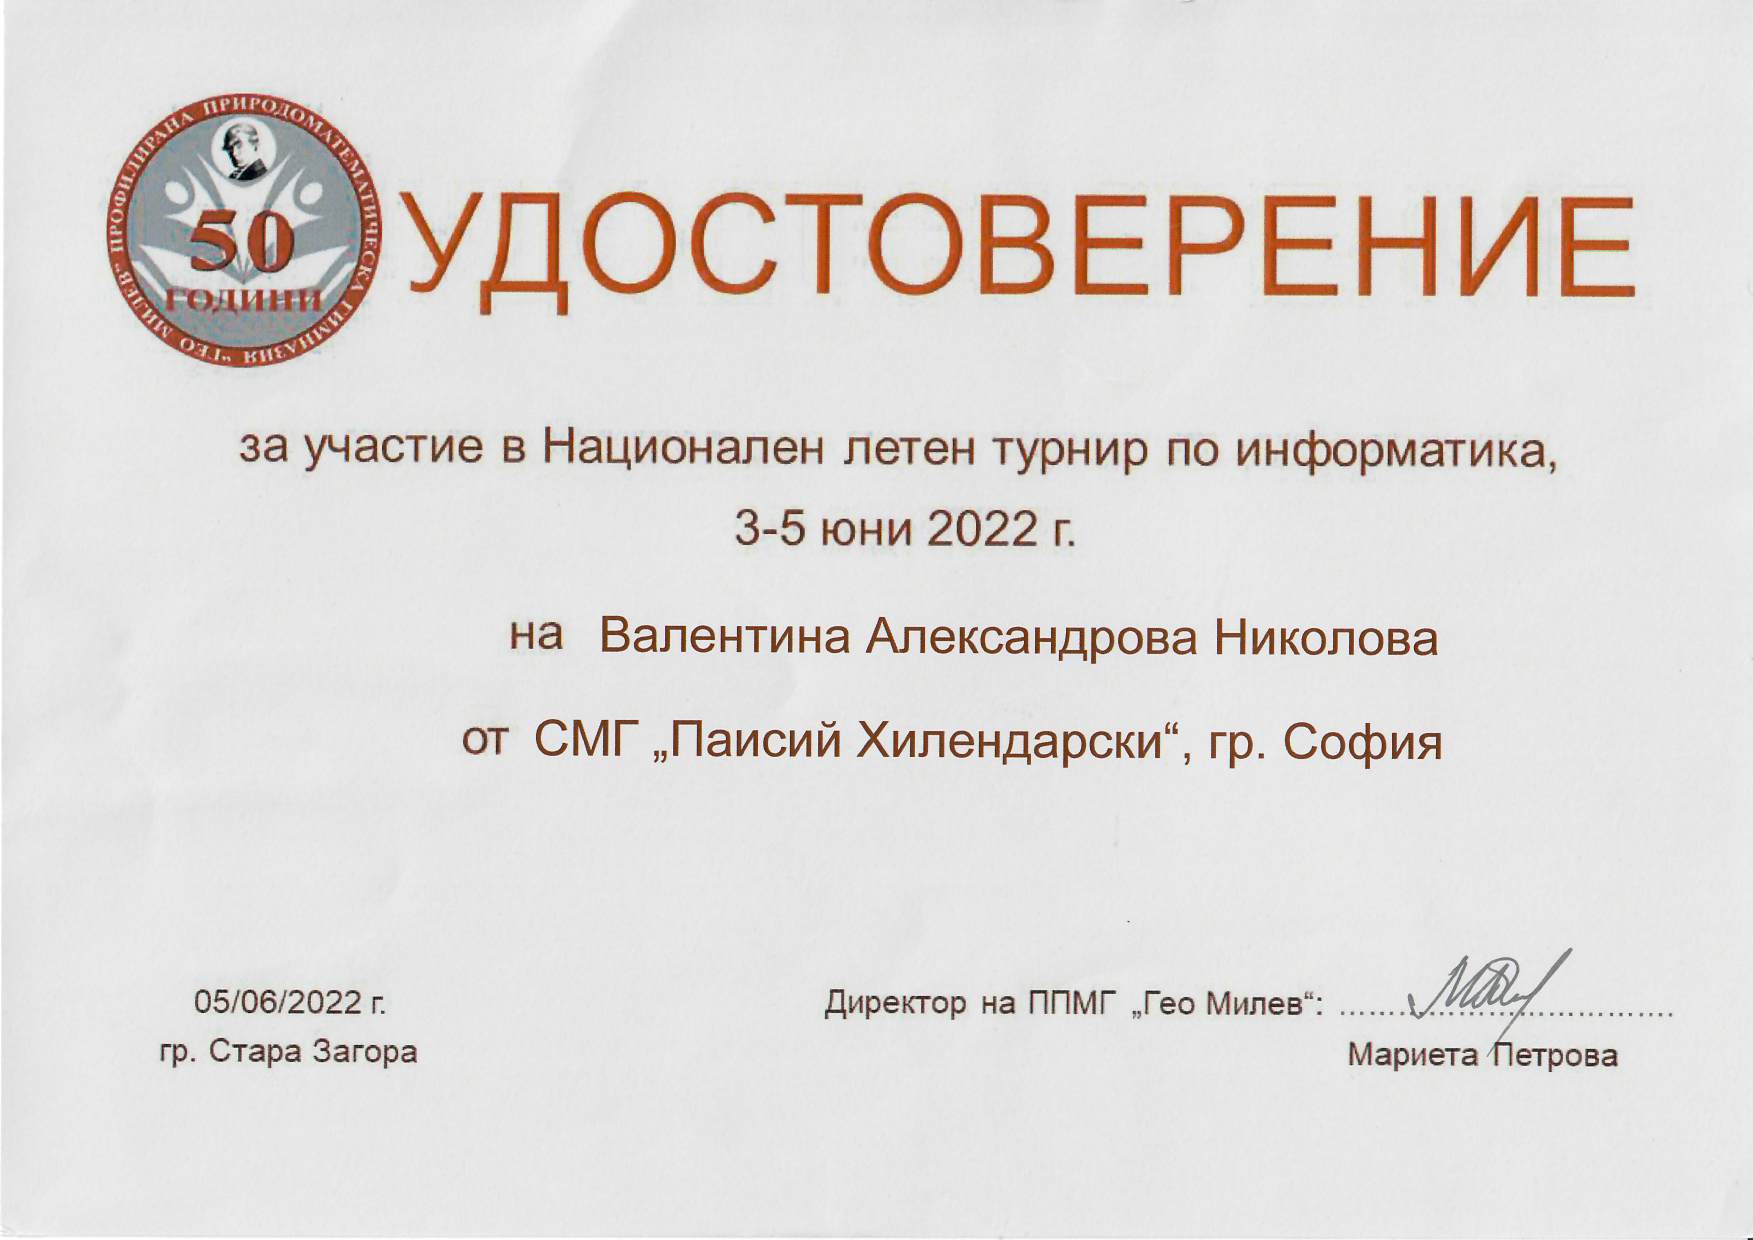 ПРОФИЛИРАНА ПРИРОДОМАТЕМАТИЧЕСКА ГИМНАЗИЯ "ГЕО МИЛЕВ"
50
ГОДИНИ
УДОСТОВЕРЕНИЕ
за участие в Национален летен турнир по информатика,
3-5 юни 2022 г.
на Валентина Александрова Николова
от СМГ „Паисий Хилендарски“, гр. София
05/06/2022 г.
Директор на ППМГ „Гео Милев“: ....................................
гр. Стара Загора
Мариета Петрова